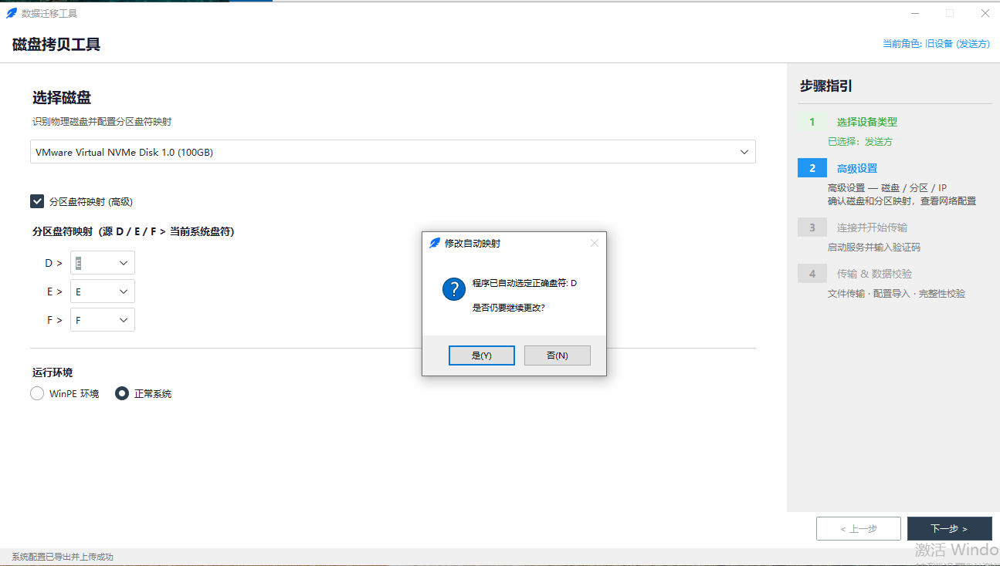 数据迁移工具
磁盘拷贝工具
当前角色: 旧设备 (发送方)
选择磁盘
识别物理磁盘并配置分区盘符映射
VMware Virtual NVMe Disk 1.0 (100GB)
分区盘符映射 (高级)
分区盘符映射（源 D / E / F > 当前系统盘符）
D > E
E > E
F > F
运行环境
WinPE 环境 正常系统
修改自动映射
程序已自动选定正确盘符: D
是否仍要继续更改?
是(Y) 否(N)
步骤指引
1 选择设备类型
已选择：发送方
2 高级设置
高级设置 — 磁盘 / 分区 / IP
确认磁盘和分区映射，查看网络配置
3 连接并开始传输
启动服务并输入验证码
4 传输 & 数据校验
文件传输 · 配置导入 · 完整性校验
< 上一步 下一步 >
激活 Windo
系统配置已导出并上传成功